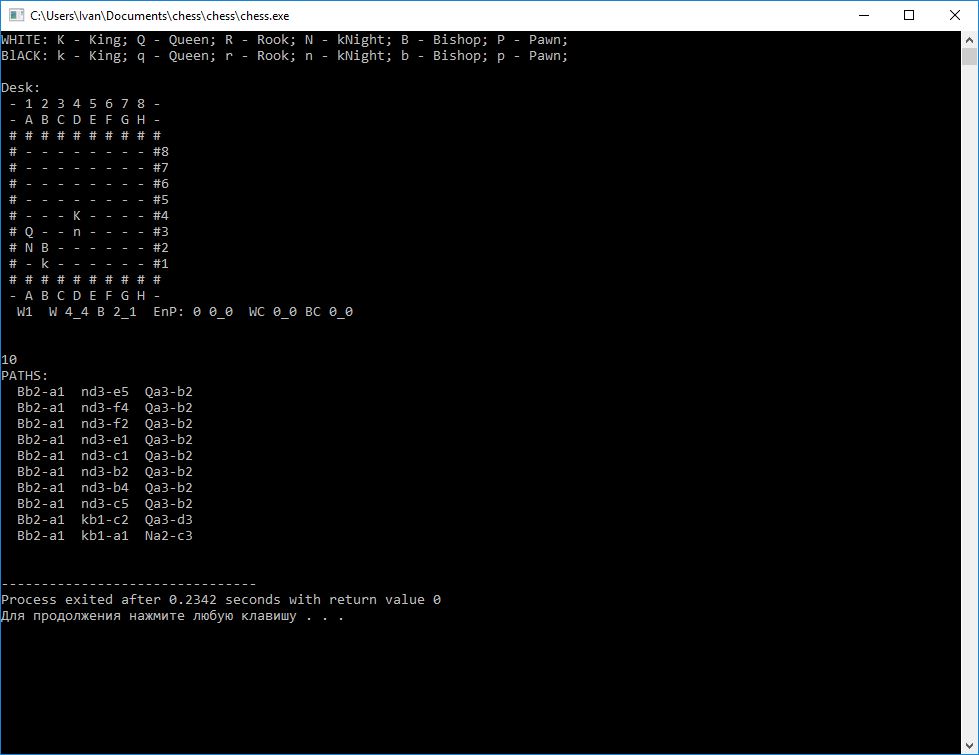 C:\Users\Ivan\Documents\chess\chess\chess.exe
WHITE: K - King; Q - Queen; R - Rook; N - kNight; B - Bishop; P - Pawn;
BlACK: k - King; q - Queen; r - Rook; n - kNight; b - Bishop; p - Pawn;
Desk:
- 1 2 3 4 5 6 7 8 -
- A B C D E F G H -
# # # # # # # # # #
# - - - - - - - - #8
# - - - - - - - - #7
# - - - - - - - - #6
# - - - - - - - - #5
# - - - K - - - - #4
# Q - - n - - - - #3
# N B - - - - - - #2
# - k - - - - - - #1
# # # # # # # # # #
- A B C D E F G H -
W1  W 4_4 B 2_1  EnP: 0 0_0  WC 0_0 BC 0_0
10
PATHS:
Bb2-a1  nd3-e5  Qa3-b2
Bb2-a1  nd3-f4  Qa3-b2
Bb2-a1  nd3-f2  Qa3-b2
Bb2-a1  nd3-e1  Qa3-b2
Bb2-a1  nd3-c1  Qa3-b2
Bb2-a1  nd3-b2  Qa3-b2
Bb2-a1  nd3-b4  Qa3-b2
Bb2-a1  nd3-c5  Qa3-b2
Bb2-a1  kb1-c2  Qa3-d3
Bb2-a1  kb1-a1  Na2-c3
--------------------------------
Process exited after 0.2342 seconds with return value 0
Для продолжения нажмите любую клавишу . . .